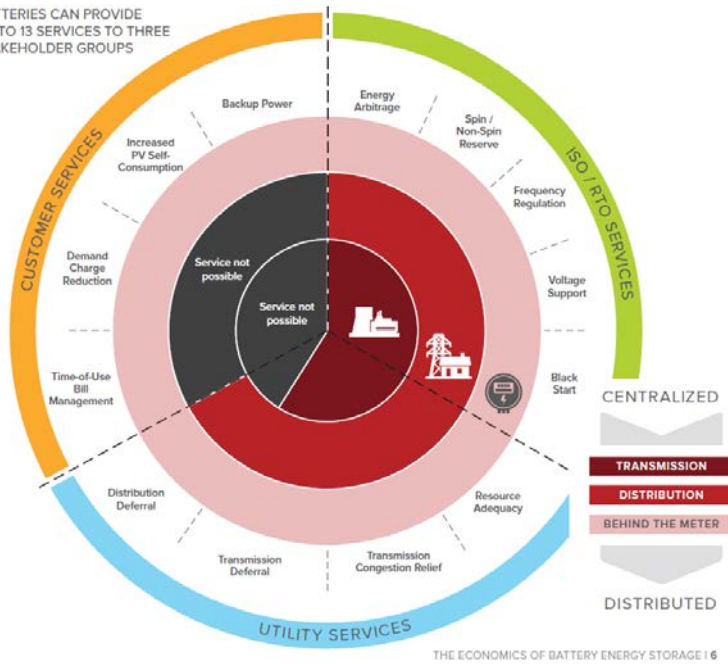 TTERIES CAN PROVIDE
TO 13 SERVICES TO THREE
AKEHOLDER GROUPS
CUSTOMER SERVICES
ISO / RTO SERVICES
UTILITY SERVICES
Backup Power
Increased
PV Self-
Consumption
Demand
Charge
Reduction
Time-of-Use
Bill
Management
Energy
Arbitrage
Spin /
Non-Spin
Reserve
Frequency
Regulation
Voltage
Support
Black
Start
Service not
possible
Service not
possible
Distribution
Deferral
Transmission
Deferral
Transmission
Congestion Relief
Resource
Adequacy
CENTRALIZED
TRANSMISSION
DISTRIBUTION
BEHIND THE METER
DISTRIBUTED
THE ECONOMICS OF BATTERY ENERGY STORAGE | 6